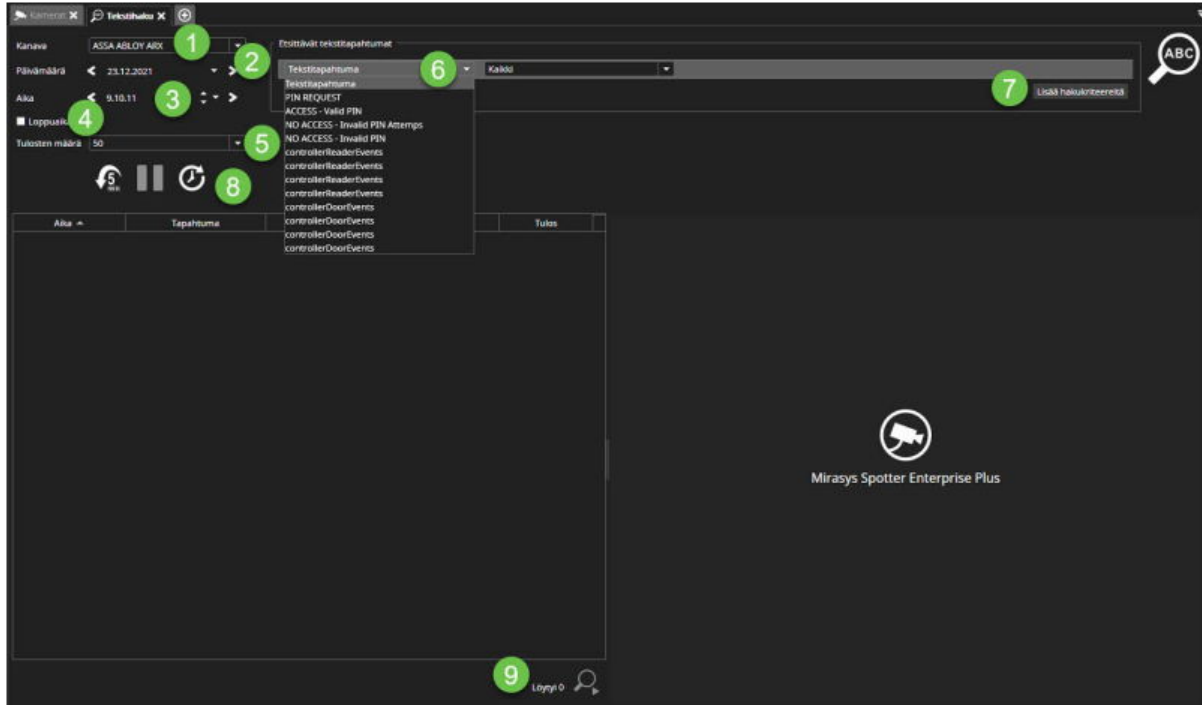 Kamerat Tekstihaku
Kanava ASSA ABLOY ARX 1
Päivämäärä 23.12.2021 2
Aika 9.10.11 3
4
Tulosten määrä 50 5
5 min
8
Etsittävät tekstitapahtumat
Tekstitapahtuma 6 Kaikki
Tekstitapahtuma
PIN REQUEST
ACCESS - Valid PIN
NO ACCESS - Invalid PIN Attemps
NO ACCESS - Invalid PIN
controllerReaderEvents
controllerReaderEvents
controllerReaderEvents
controllerReaderEvents
controllerDoorEvents
controllerDoorEvents
controllerDoorEvents
controllerDoorEvents
7 Lisää hakukriteereitä
ABC
Aika Tapahtuma Tulos
Mirasys Spotter Enterprise Plus
9 Löytyi 0